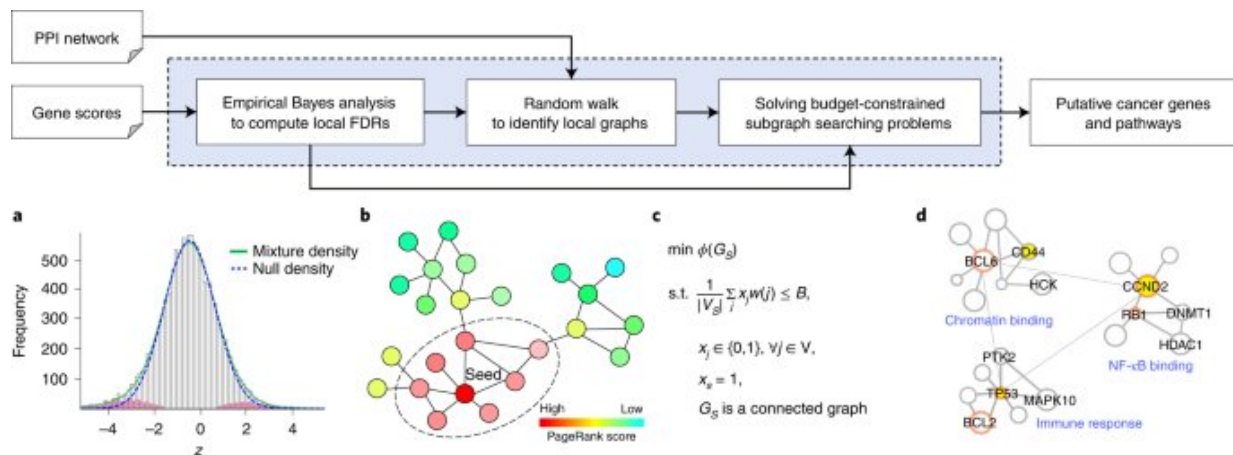 PPI network
Gene scores
Empirical Bayes analysis
to compute local FDRs
Random walk
to identify local graphs
Solving budget-constrained
subgraph searching problems
Putative cancer genes
and pathways
a
Frequency
500
400
300
200
100
−4
−2
0
2
4
z
Mixture density
Null density
b
Seed
High
Low
PageRank score
c
min ϕ(G_S)
s.t. 1/|V_S| ∑_j x_j w(j) ≤ B,
x_j ∈ {0,1}, ∀j ∈ V,
x_s = 1,
G_S is a connected graph
d
CD44
BCL6
HCK
Chromatin binding
CCND2
RB1
DNMT1
HDAC1
NF-κB binding
PTK2
TP53
MAPK10
BCL2
Immune response